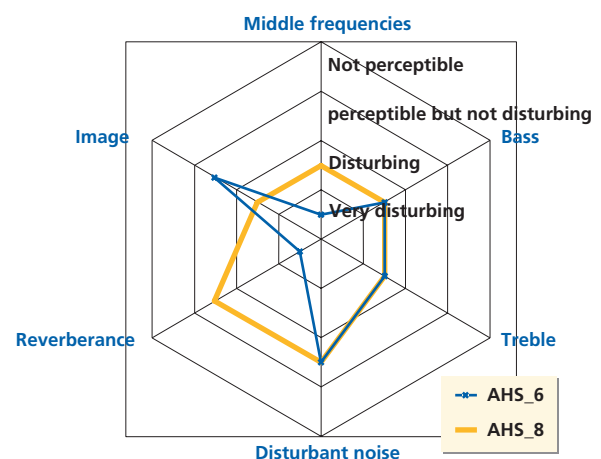 Middle frequencies
Not perceptible
perceptible but not disturbing
Image
Bass
Disturbing
Very disturbing
Reverberance
Treble
AHS_6
AHS_8
Disturbant noise